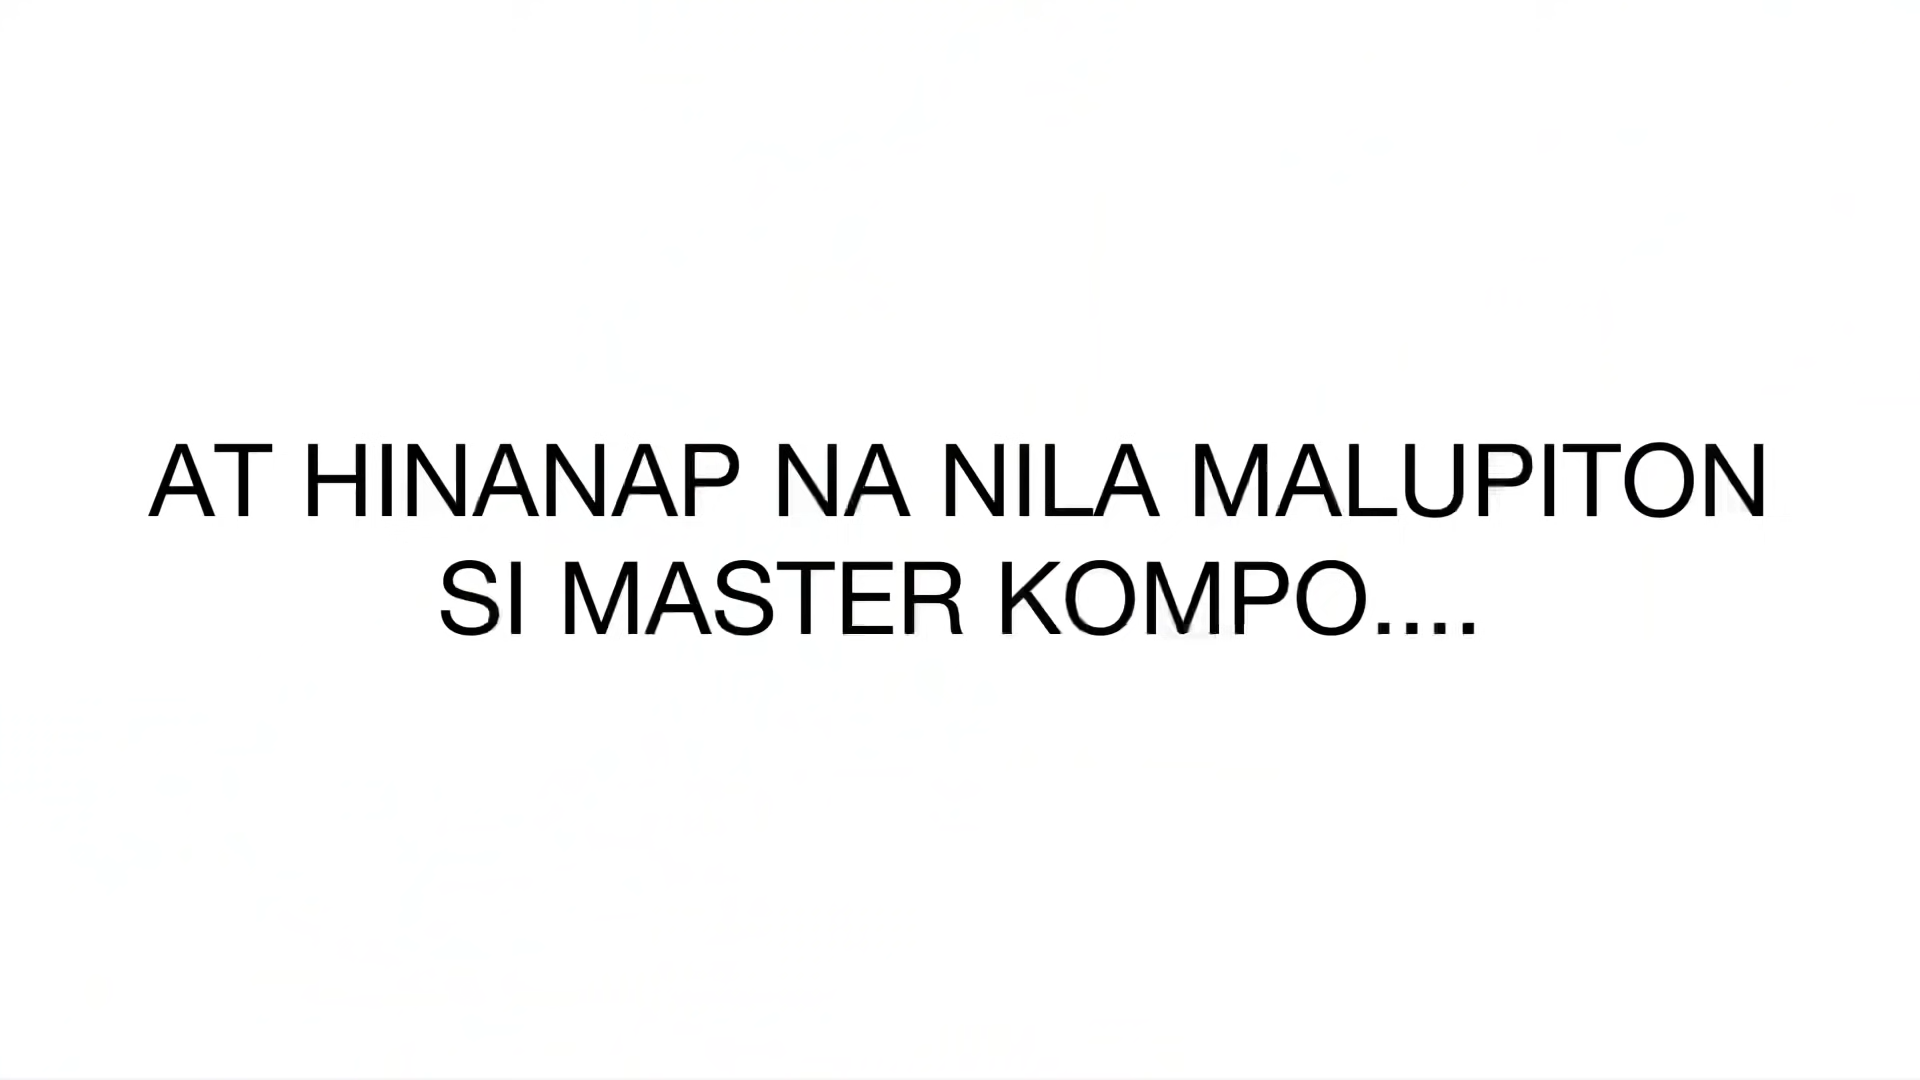 AT HINANAP NA NILA MALUPITON
SI MASTER KOMPO....